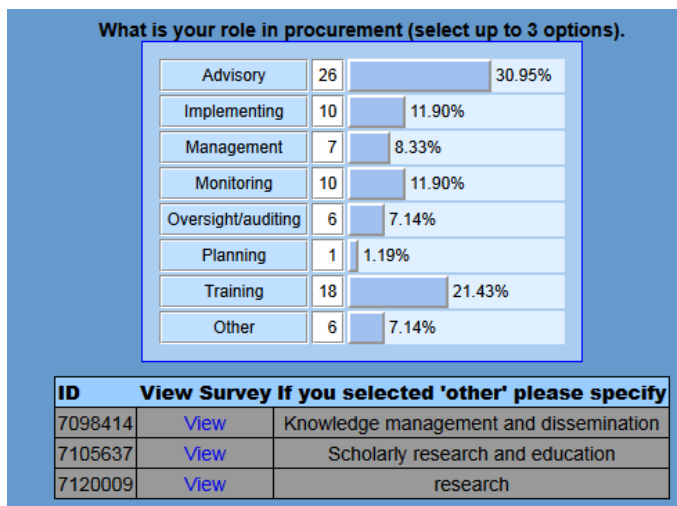 What is your role in procurement (select up to 3 options).
Advisory 26 30.95%
Implementing 10 11.90%
Management 7 8.33%
Monitoring 10 11.90%
Oversight/auditing 6 7.14%
Planning 1 1.19%
Training 18 21.43%
Other 6 7.14%
ID View Survey If you selected 'other' please specify
7098414 View Knowledge management and dissemination
7105637 View Scholarly research and education
7120009 View research